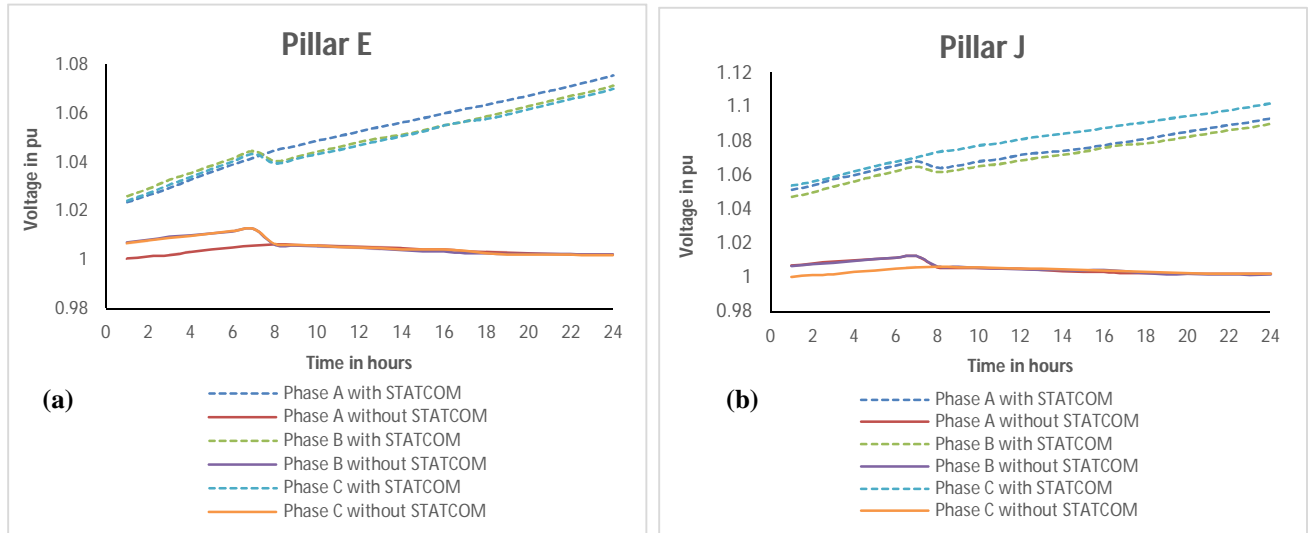 Pillar E
1.08
1.06
1.04
1.02
1
0.98
Voltage in pu
0 2 4 6 8 10 12 14 16 18 20 22 24
Time in hours
(a)
Phase A with STATCOM
Phase A without STATCOM
Phase B with STATCOM
Phase B without STATCOM
Phase C with STATCOM
Phase C without STATCOM
Pillar J
1.12
1.1
1.08
1.06
1.04
1.02
1
0.98
Voltage in pu
0 2 4 6 8 10 12 14 16 18 20 22 24
Time in hours
(b)
Phase A with STATCOM
Phase A without STATCOM
Phase B with STATCOM
Phase B without STATCOM
Phase C with STATCOM
Phase C without STATCOM